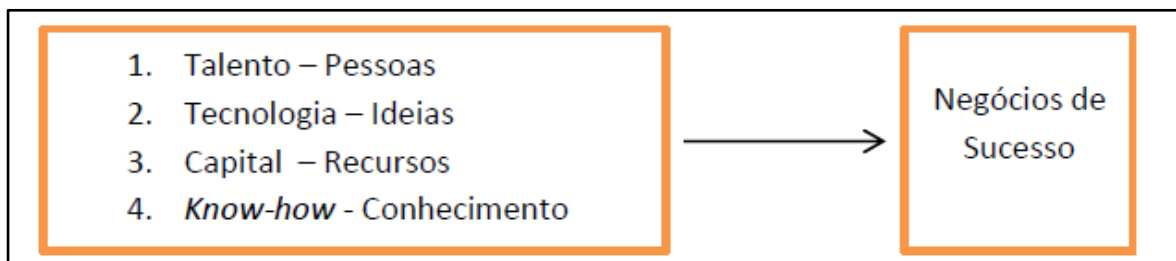 1. Talento – Pessoas
2. Tecnologia – Ideias
3. Capital – Recursos
4. Know-how - Conhecimento
Negócios de
Sucesso